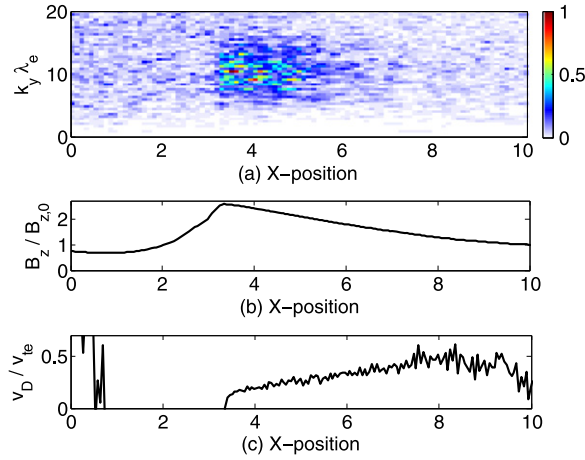 20
10
0
k_y λ_e
0 2 4 6 8 10
(a) X-position
1
0.5
0
2
1
0
B_z / B_{z,0}
0 2 4 6 8 10
(b) X-position
0.5
0
v_D / v_te
0 2 4 6 8 10
(c) X-position